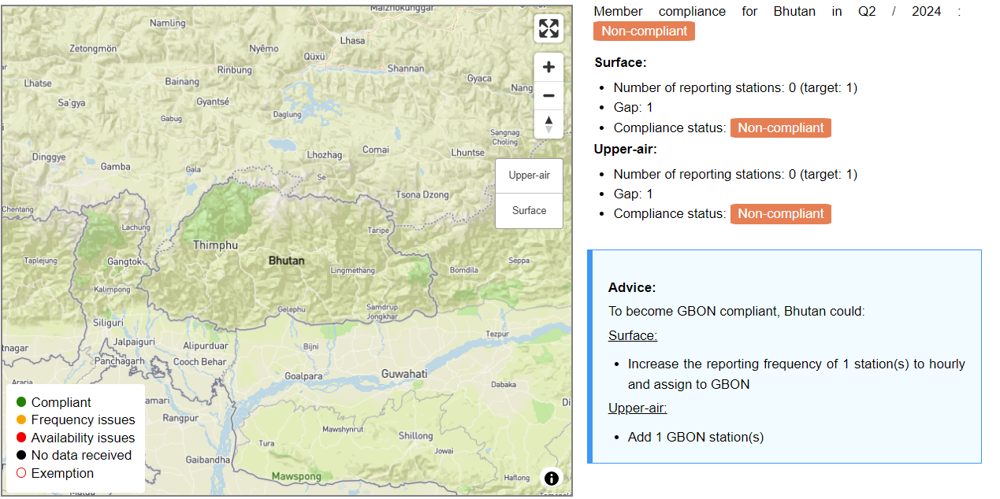 Maizhokunggar
Namling
Lhasa
Zetongmön
Nyêmo
Qüxü
Rinbung
Shannan
Lhatse
Bainang
Gyaca
Nang
Sa'gya
Gyantsé
Gabug
Daglung
Sangnag
Choling
Dinggye
Lhozhag
Comai
Lhuntse
Gamba
Gala
Se
Upper-air
Tsona Dzong
Surface
Chentang
Lachung
Taripe
Thimphu
Taplejung
Gangtok
Bhutan
Lingmethang
Bomdila
Seppa
Kalimpong
Gelephu
Samdrup
Jongkhar
Siliguri
Jalpaiguri
Alipurduar
Bijni
Tezpur
tnagar
Panchagarh
Cooch Behar
Goalpara
Guwahati
Araria
Dabaka
amari
Di
Rangpur
Mawshynrut
Shillong
Tura
Jowai
Gaibandha
Mawspong
Haflong
Compliant
Frequency issues
Availability issues
No data received
Exemption
Member compliance for Bhutan in Q2 / 2024 :
Non-compliant
Surface:
• Number of reporting stations: 0 (target: 1)
• Gap: 1
• Compliance status: Non-compliant
Upper-air:
• Number of reporting stations: 0 (target: 1)
• Gap: 1
• Compliance status: Non-compliant
Advice:
To become GBON compliant, Bhutan could:
Surface:
• Increase the reporting frequency of 1 station(s) to hourly
and assign to GBON
Upper-air:
• Add 1 GBON station(s)